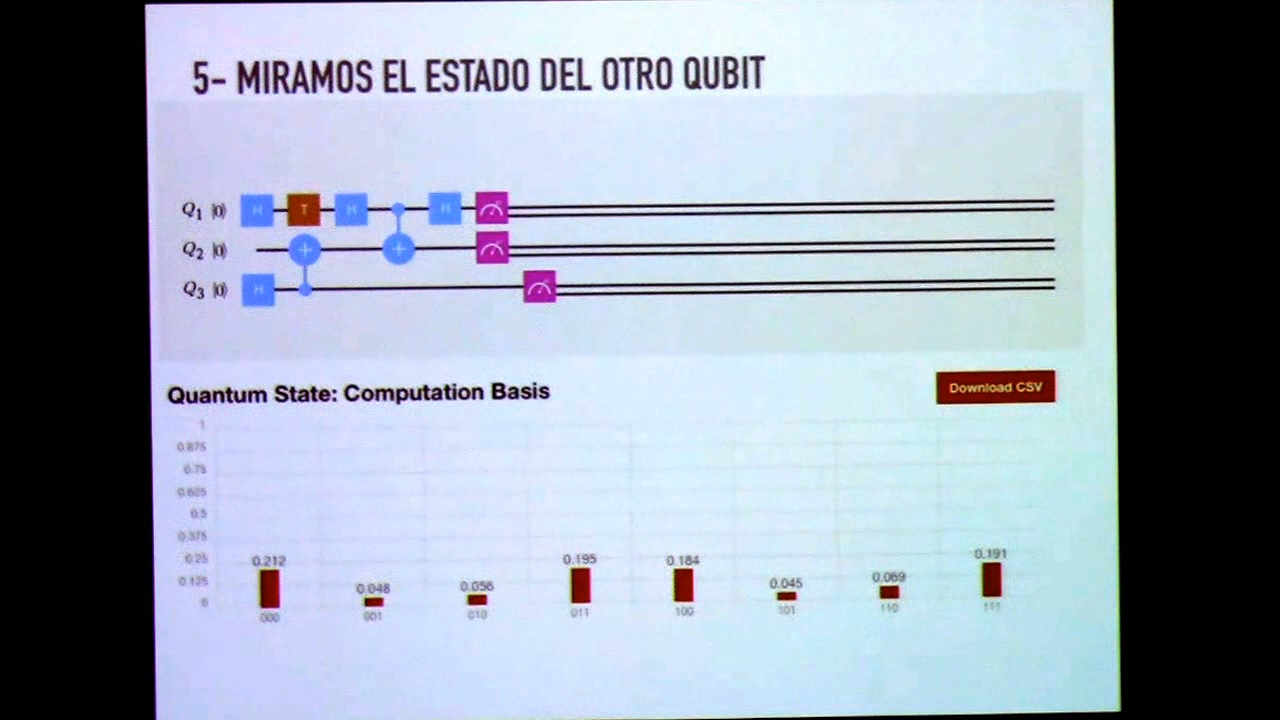 5- MIRAMOS EL ESTADO DEL OTRO QUBIT
Q1 |0⟩ H T H H
Q2 |0⟩
Q3 |0⟩ H
Quantum State: Computation Basis
Download CSV
1
0.875
0.75
0.625
0.5
0.375
0.25
0.125
0
0.212 0.048 0.056 0.195 0.184 0.045 0.069 0.191
000 001 010 011 100 101 110 111